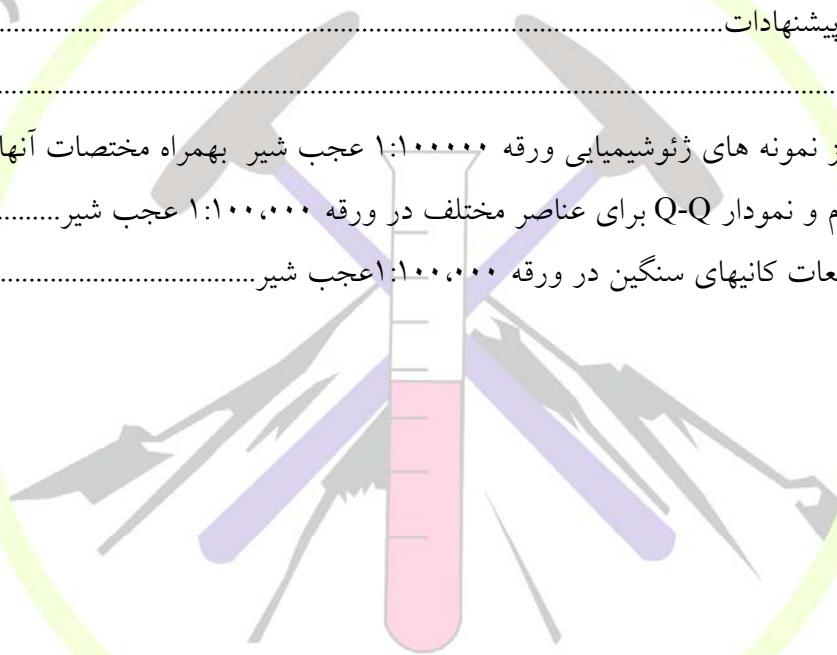 پیشنهادات........................................................................................................
........................................................................................................................
ز نمونه های ژئوشیمیایی ورقه ۱:۱۰۰۰۰۰ عجب شیر بهمراه مختصات آنها
م و نمودار Q-Q برای عناصر مختلف در ورقه ۱:۱۰۰،۰۰۰ عجب شیر.........
عات کانیهای سنگین در ورقه ۱:۱۰۰،۰۰۰عجب شیر.....................................